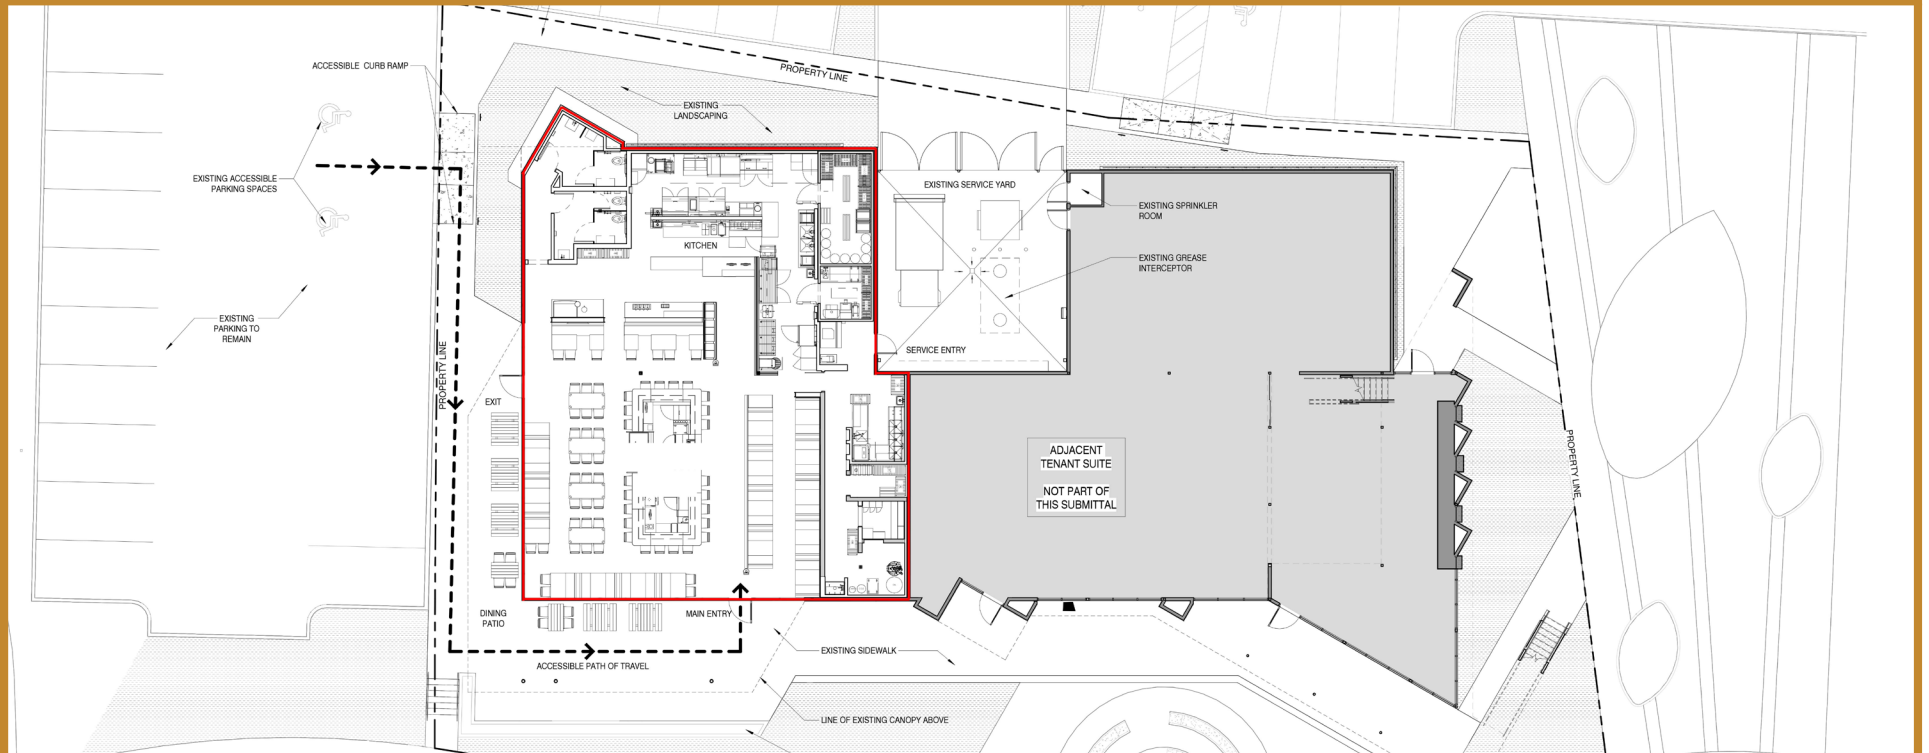 PROPERTY LINE
ACCESSIBLE CURB RAMP
EXISTING
LANDSCAPING
EXISTING ACCESSIBLE
PARKING SPACES
EXISTING SERVICE YARD
EXISTING SPRINKLER
ROOM
KITCHEN
EXISTING GREASE
INTERCEPTOR
EXISTING
PARKING TO
REMAIN
SERVICE ENTRY
PROPERTY LINE
EXIT
ADJACENT
TENANT SUITE
NOT PART OF
THIS SUBMITTAL
PROPERTY LINE
DINING
PATIO
MAIN ENTRY
EXISTING SIDEWALK
ACCESSIBLE PATH OF TRAVEL
LINE OF EXISTING CANOPY ABOVE